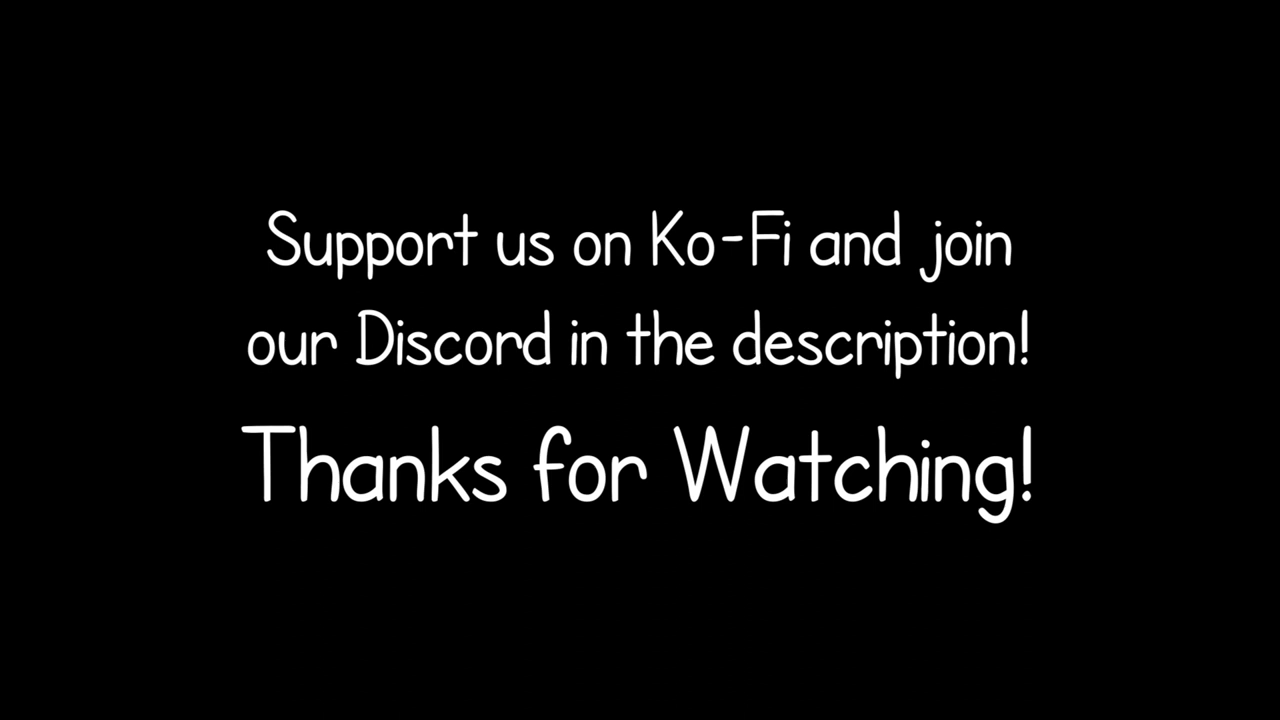 Support us on Ko-Fi and join
our Discord in the description!
Thanks for Watching!